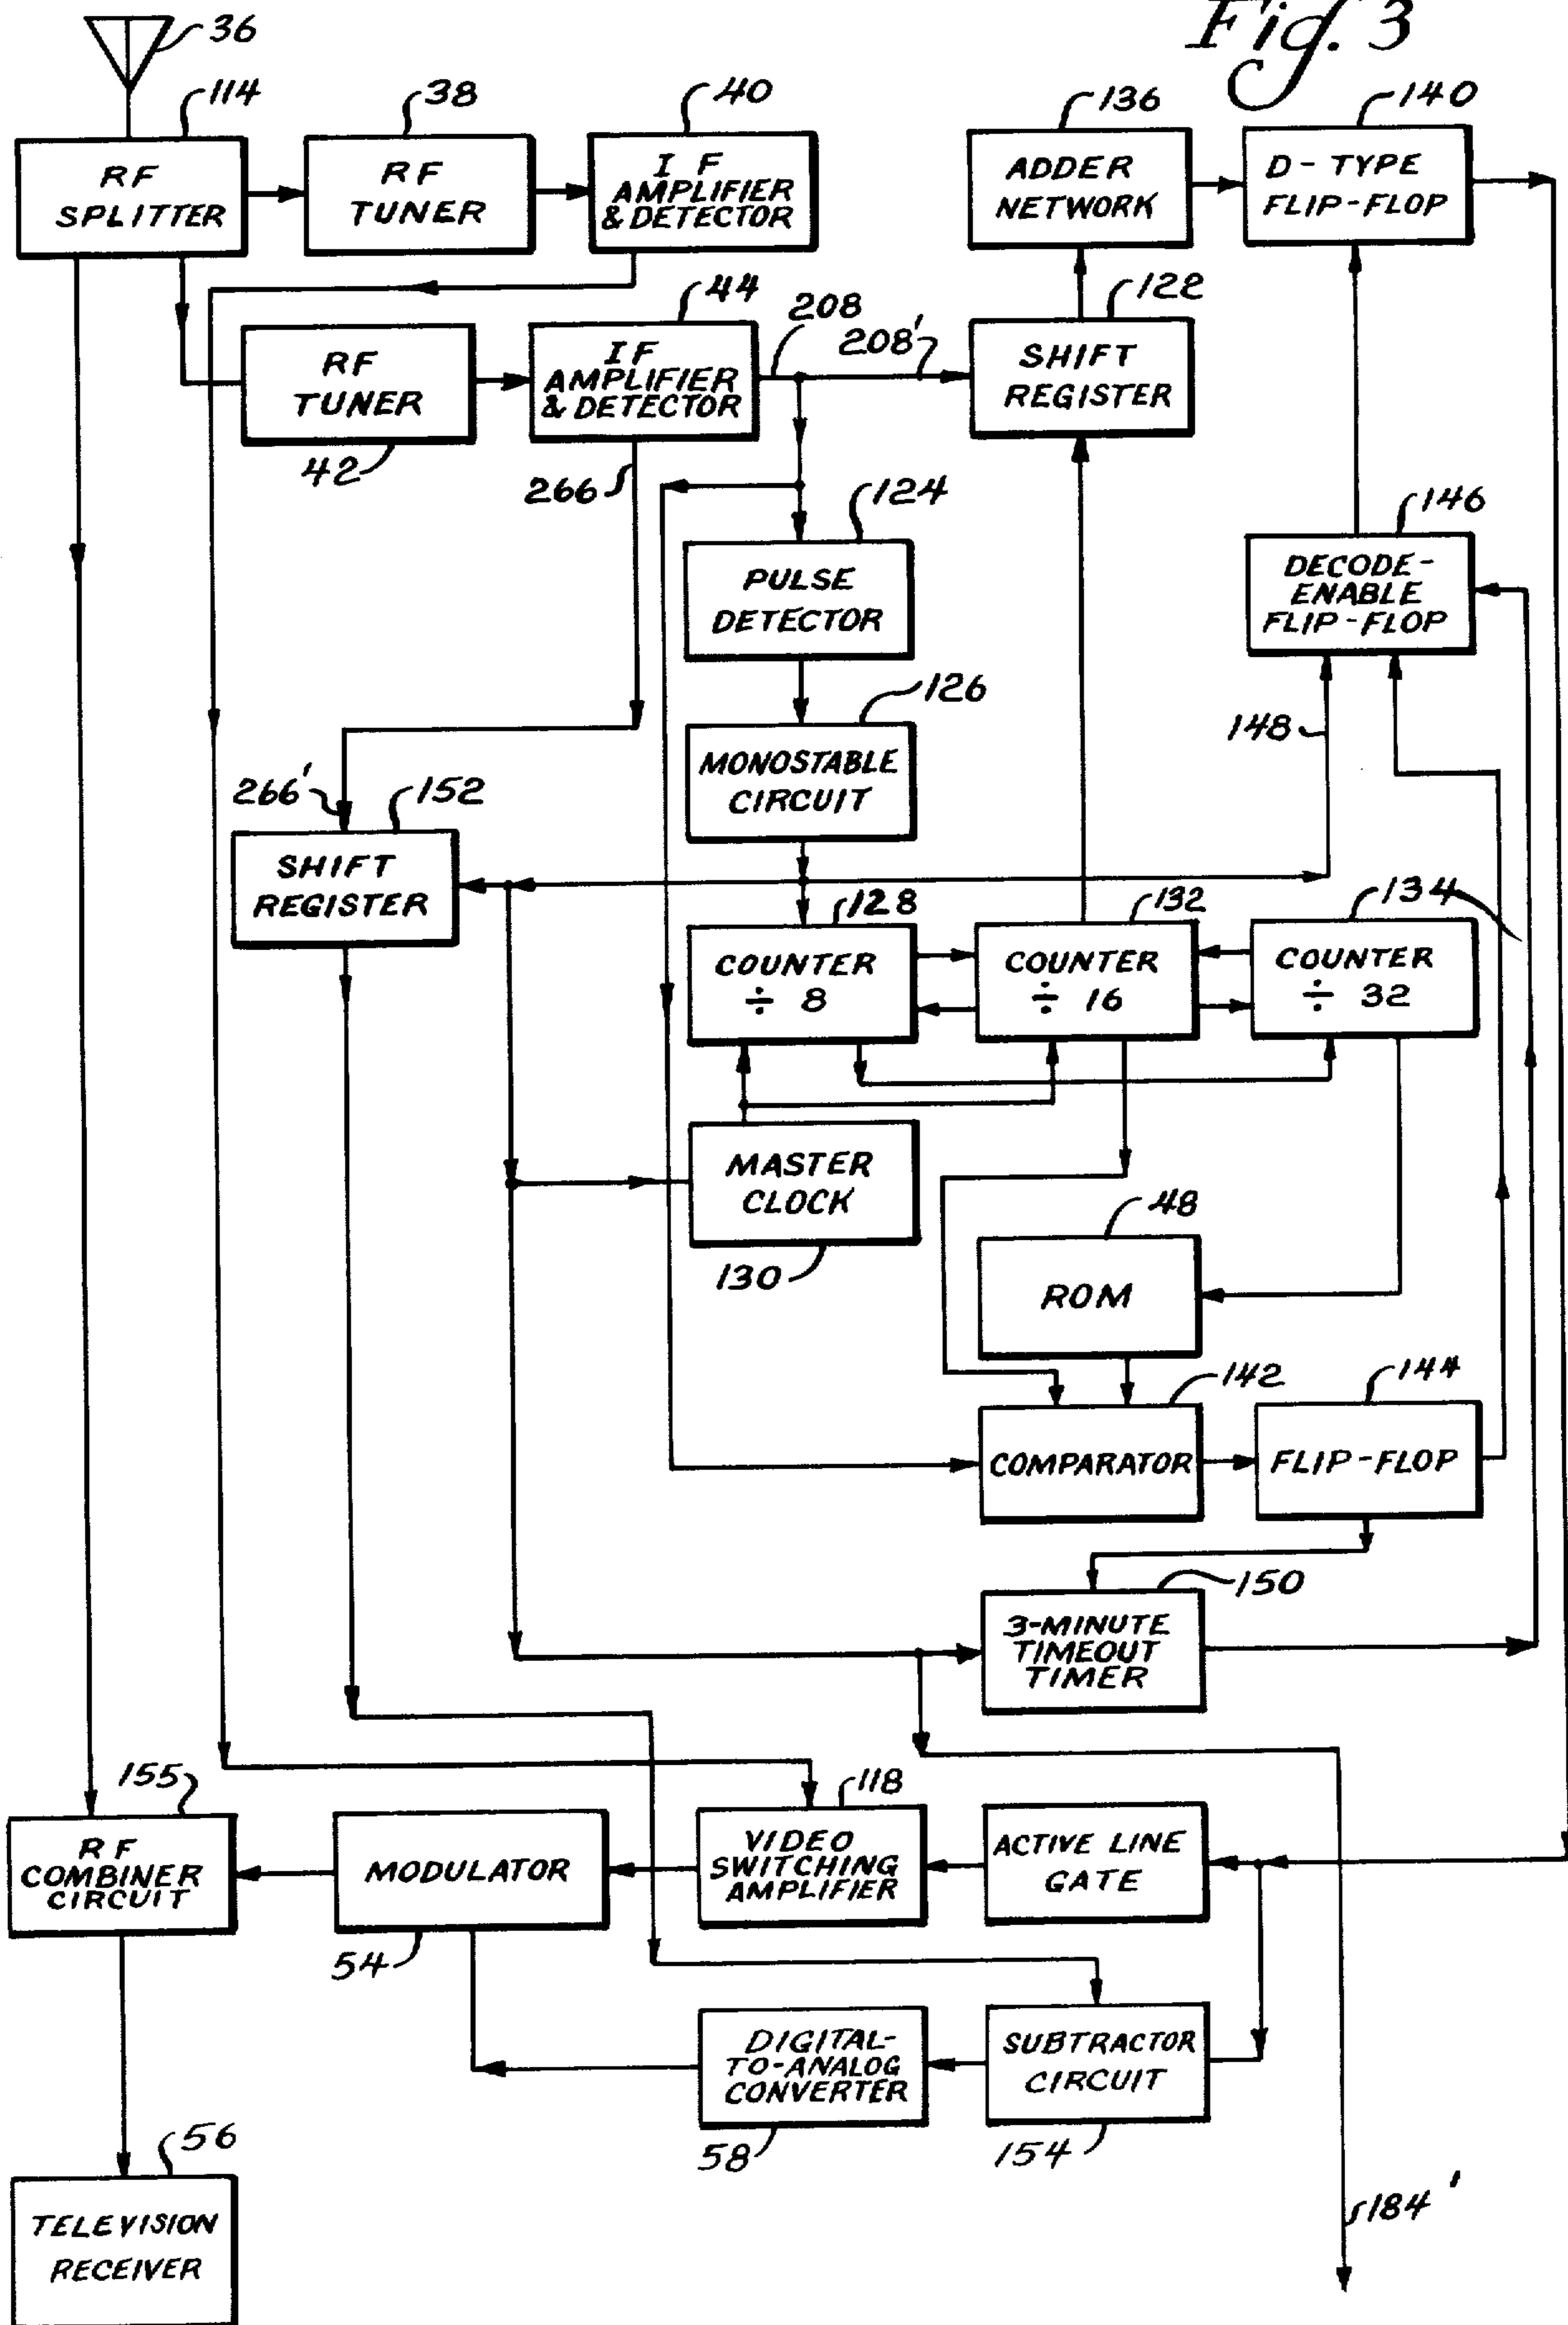 Fig. 3
36
114
38
40
136
140
RF
SPLITTER
RF
TUNER
IF
AMPLIFIER
& DETECTOR
ADDER
NETWORK
D-TYPE
FLIP-FLOP
44
208
208'
122
RF
TUNER
IF
AMPLIFIER
& DETECTOR
SHIFT
REGISTER
42
266
124
146
PULSE
DETECTOR
DECODE-
ENABLE
FLIP-FLOP
126
148
MONOSTABLE
CIRCUIT
266'
152
SHIFT
REGISTER
128
132
134
COUNTER
÷ 8
COUNTER
÷ 16
COUNTER
÷ 32
MASTER
CLOCK
130
48
ROM
142
144
COMPARATOR
FLIP-FLOP
150
3-MINUTE
TIMEOUT
TIMER
155
118
RF
COMBINER
CIRCUIT
MODULATOR
VIDEO
SWITCHING
AMPLIFIER
ACTIVE LINE
GATE
54
DIGITAL-
TO-ANALOG
CONVERTER
SUBTRACTOR
CIRCUIT
58
154
56
TELEVISION
RECEIVER
184'